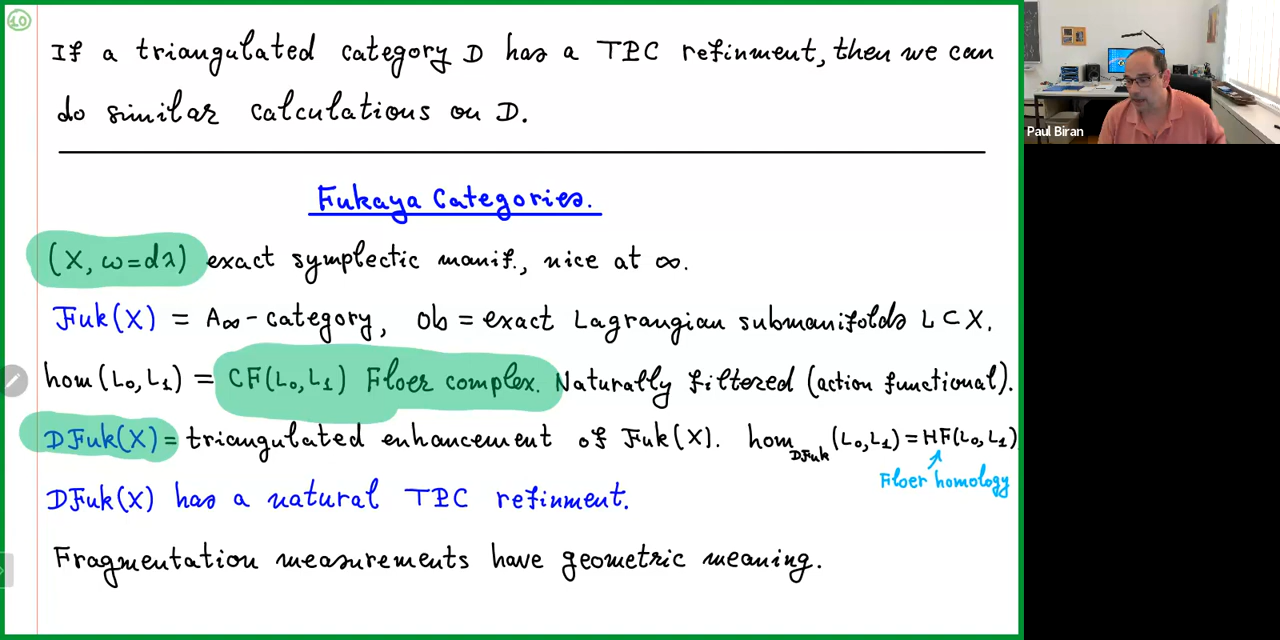 10
If a triangulated category D has a TPC refinment, then we can
do similar calculations on D.
Fukaya Categories.
(X, ω=dλ) exact symplectic manif., nice at ∞.
Fuk(X) = A∞-category, Ob = exact Lagrangian submanifolds L⊂X.
hom(L₀,L₁) = CF(L₀,L₁) Floer complex. Naturally filtered (action functional).
DFuk(X) = triangulated enhancement of Fuk(X). hom_DFuk(L₀,L₁)=HF(L₀,L₁)
Floer homology
DFuk(X) has a natural TPC refinment.
Fragmentation measurements have geometric meaning.
Paul Biran